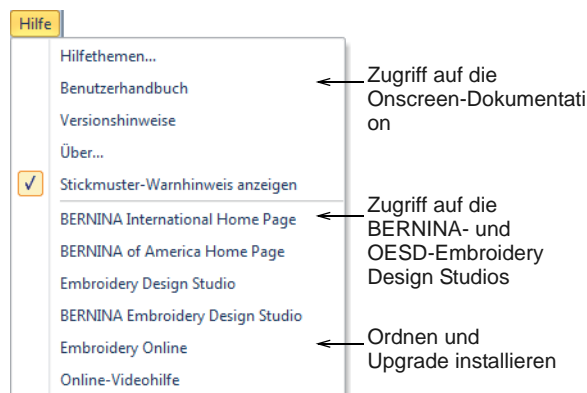 Hilfe
Hilfethemen...
Benutzerhandbuch
Versionshinweise
Über...
Stickmuster-Warnhinweis anzeigen
BERNINA International Home Page
BERNINA of America Home Page
Embroidery Design Studio
BERNINA Embroidery Design Studio
Embroidery Online
Online-Videohilfe
Zugriff auf die
Onscreen-Dokumentati
on
Zugriff auf die
BERNINA- und
OESD-Embroidery
Design Studios
Ordnen und
Upgrade installieren